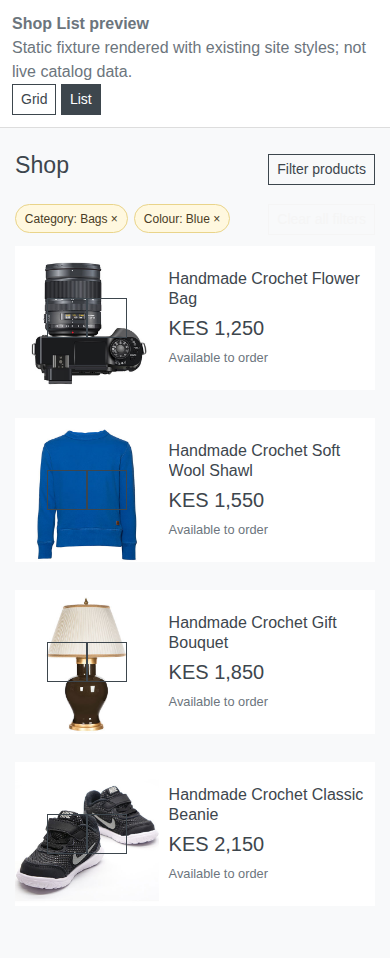 Shop List preview
Static fixture rendered with existing site styles; not
live catalog data.
Grid List
Shop
Filter products
Category: Bags × Colour: Blue × Clear all filters
Handmade Crochet Flower
Bag
KES 1,250
Available to order
Handmade Crochet Soft
Wool Shawl
KES 1,550
Available to order
Handmade Crochet Gift
Bouquet
KES 1,850
Available to order
Handmade Crochet Classic
Beanie
KES 2,150
Available to order